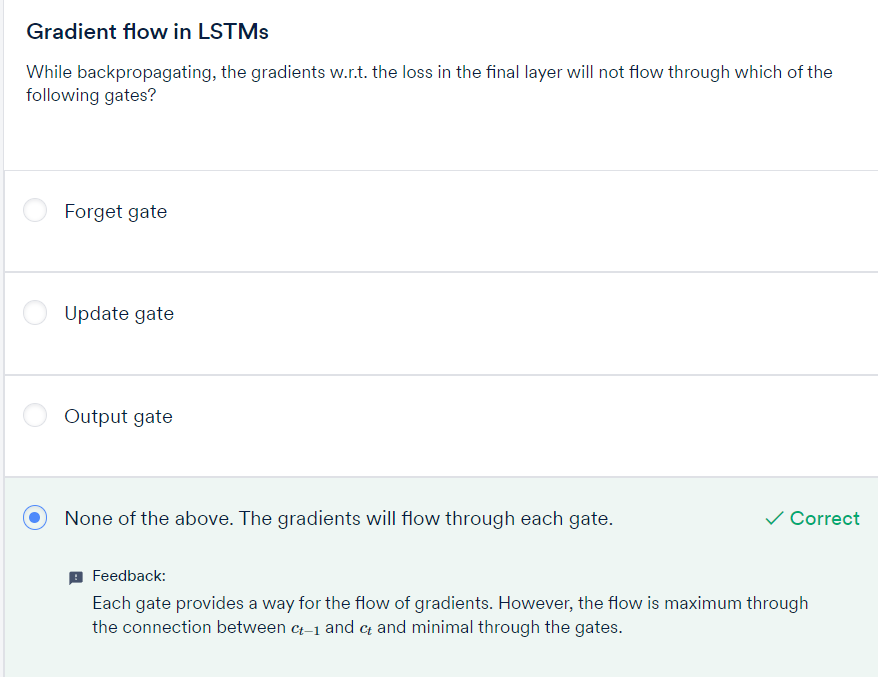 Gradient flow in LSTMs
While backpropagating, the gradients w.r.t. the loss in the final layer will not flow through which of the
following gates?
Forget gate
Update gate
Output gate
None of the above. The gradients will flow through each gate.
Correct
Feedback:
Each gate provides a way for the flow of gradients. However, the flow is maximum through
the connection between cₜ₋₁ and cₜ and minimal through the gates.